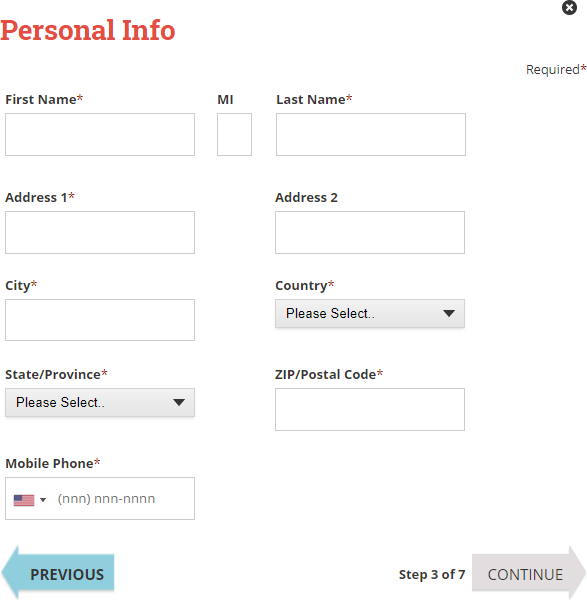 Personal Info
Required*
First Name* MI Last Name*
Address 1* Address 2
City* Country*
Please Select..
State/Province* ZIP/Postal Code*
Please Select..
Mobile Phone*
(nnn) nnn-nnnn
PREVIOUS Step 3 of 7 CONTINUE